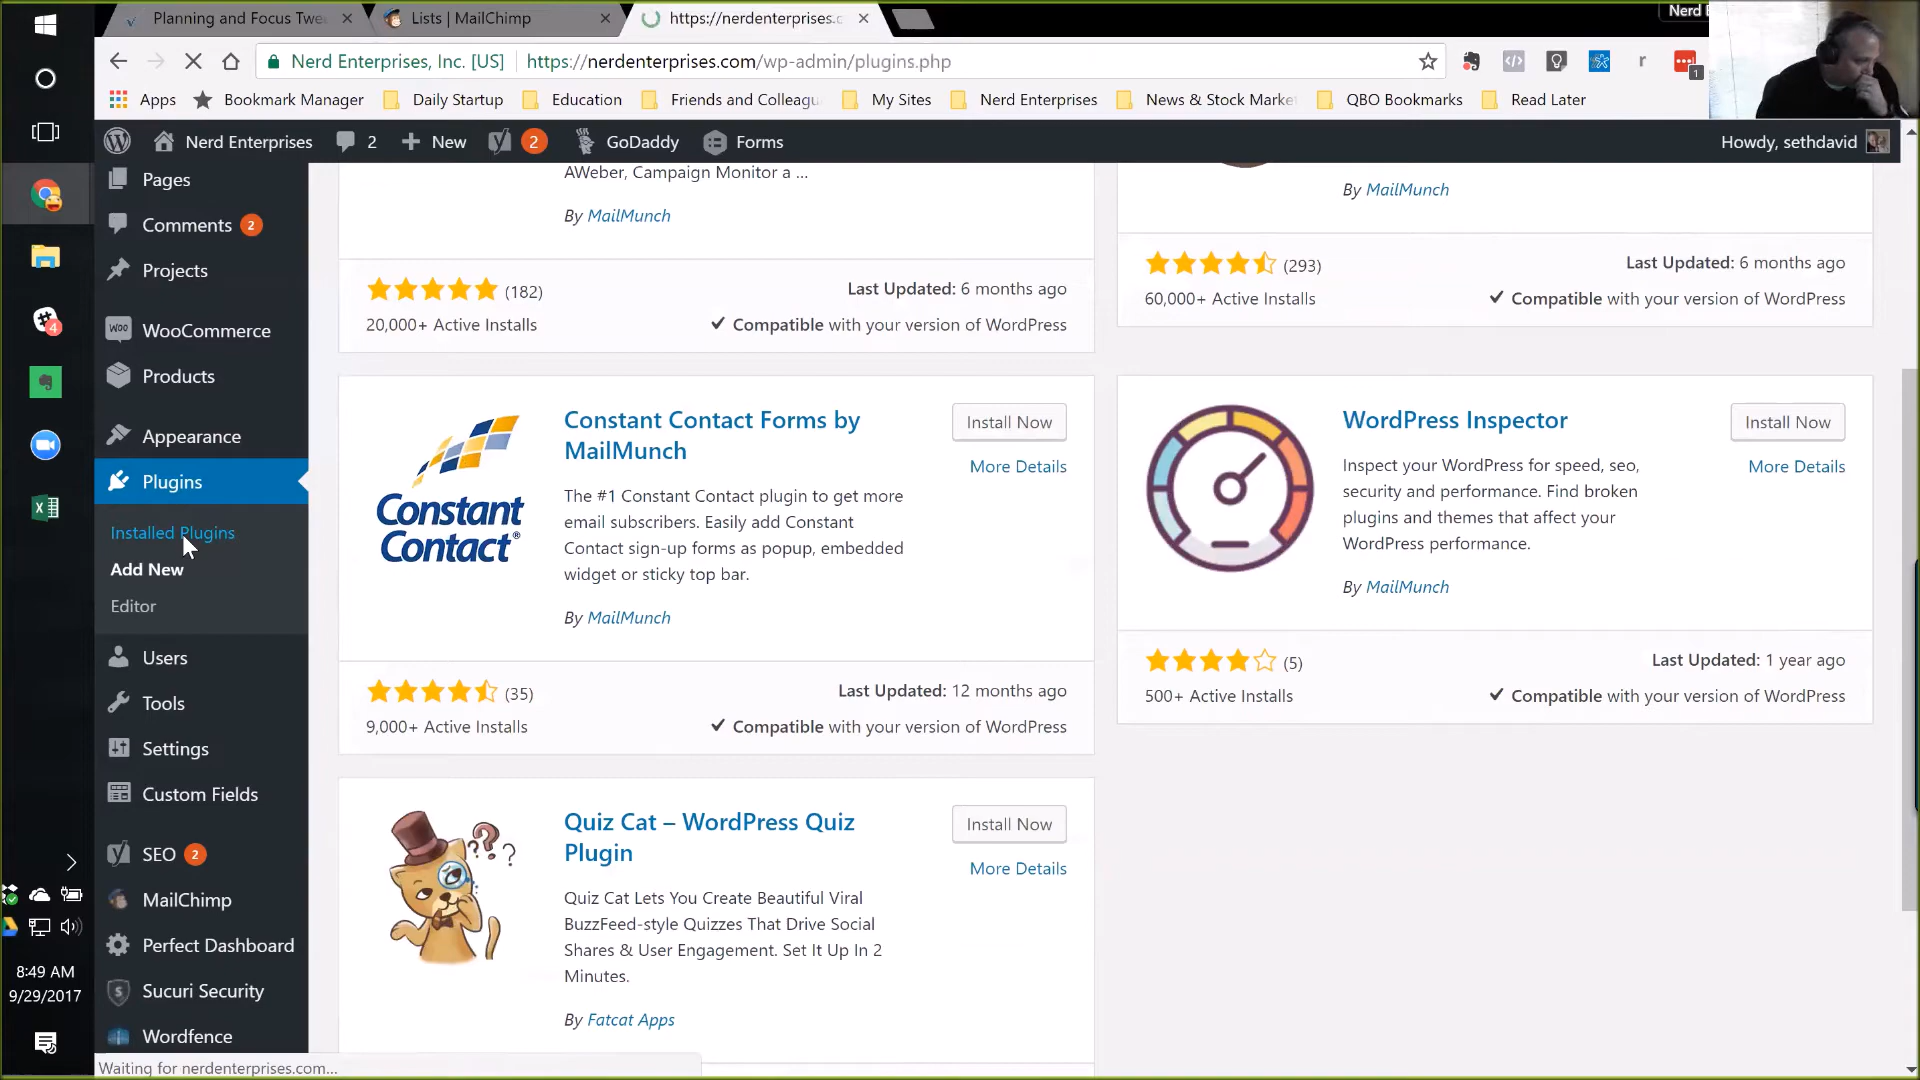 Planning and Focus Twe
Lists | MailChimp
https://nerdenterprises.c
Nerd E
Nerd Enterprises, Inc. [US]
https://nerdenterprises.com/wp-admin/plugins.php
r
1
Apps
Bookmark Manager
Daily Startup
Education
Friends and Colleagu
My Sites
Nerd Enterprises
News & Stock Market
QBO Bookmarks
Read Later
Nerd Enterprises
2
New
2
GoDaddy
Forms
Howdy, sethdavid
Pages
Comments 2
Projects
WooCommerce
Products
Appearance
Plugins
Installed Plugins
Add New
Editor
Users
Tools
Settings
Custom Fields
SEO 2
MailChimp
Perfect Dashboard
Sucuri Security
Wordfence
AWeber, Campaign Monitor a ...
By MailMunch
(182)
20,000+ Active Installs
Last Updated: 6 months ago
Compatible with your version of WordPress
By MailMunch
(293)
60,000+ Active Installs
Last Updated: 6 months ago
Compatible with your version of WordPress
Constant
Contact®
Constant Contact Forms by
MailMunch
Install Now
More Details
The #1 Constant Contact plugin to get more
email subscribers. Easily add Constant
Contact sign-up forms as popup, embedded
widget or sticky top bar.
By MailMunch
(35)
9,000+ Active Installs
Last Updated: 12 months ago
Compatible with your version of WordPress
WordPress Inspector
Install Now
More Details
Inspect your WordPress for speed, seo,
security and performance. Find broken
plugins and themes that affect your
WordPress performance.
By MailMunch
(5)
500+ Active Installs
Last Updated: 1 year ago
Compatible with your version of WordPress
Quiz Cat – WordPress Quiz
Plugin
Install Now
More Details
Quiz Cat Lets You Create Beautiful Viral
BuzzFeed-style Quizzes That Drive Social
Shares & User Engagement. Set It Up In 2
Minutes.
By Fatcat Apps
Waiting for nerdenterprises.com...
4
8:49 AM
9/29/2017